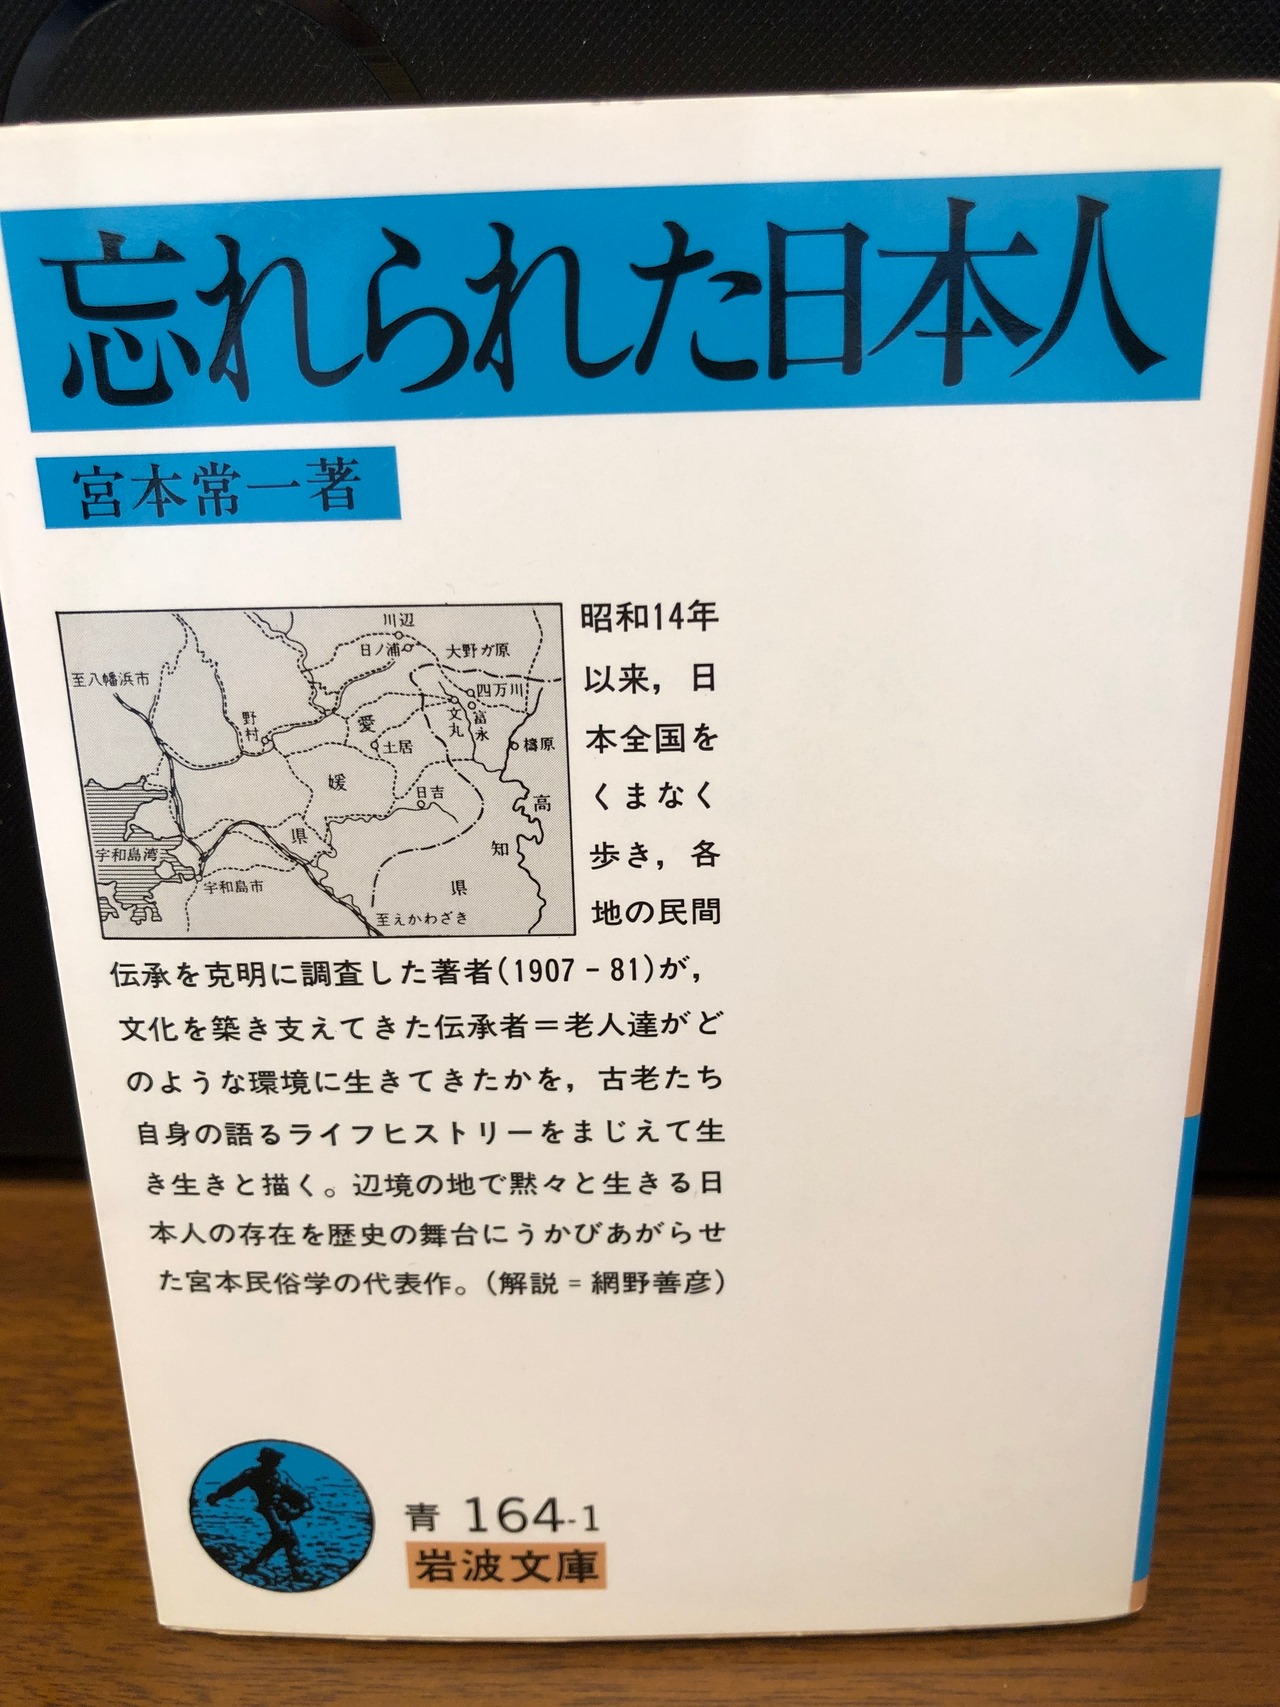 忘れられた日本人
宮本常一著
川辺
日ノ浦
大野ガ原
至八幡浜市
四万川
野村
愛
文丸
富永
土居
檮原
媛
日吉
高
県
知
宇和島湾
宇和島市
県
至えかわざき
昭和14年
以来，日
本全国を
くまなく
歩き，各
地の民間
伝承を克明に調査した著者(1907－81)が，
文化を築き支えてきた伝承者＝老人達がど
のような環境に生きてきたかを，古老たち
自身の語るライフヒストリーをまじえて生
き生きと描く。辺境の地で黙々と生きる日
本人の存在を歴史の舞台にうかびあがらせ
た宮本民俗学の代表作。(解説＝網野善彦)
青 164-1
岩波文庫